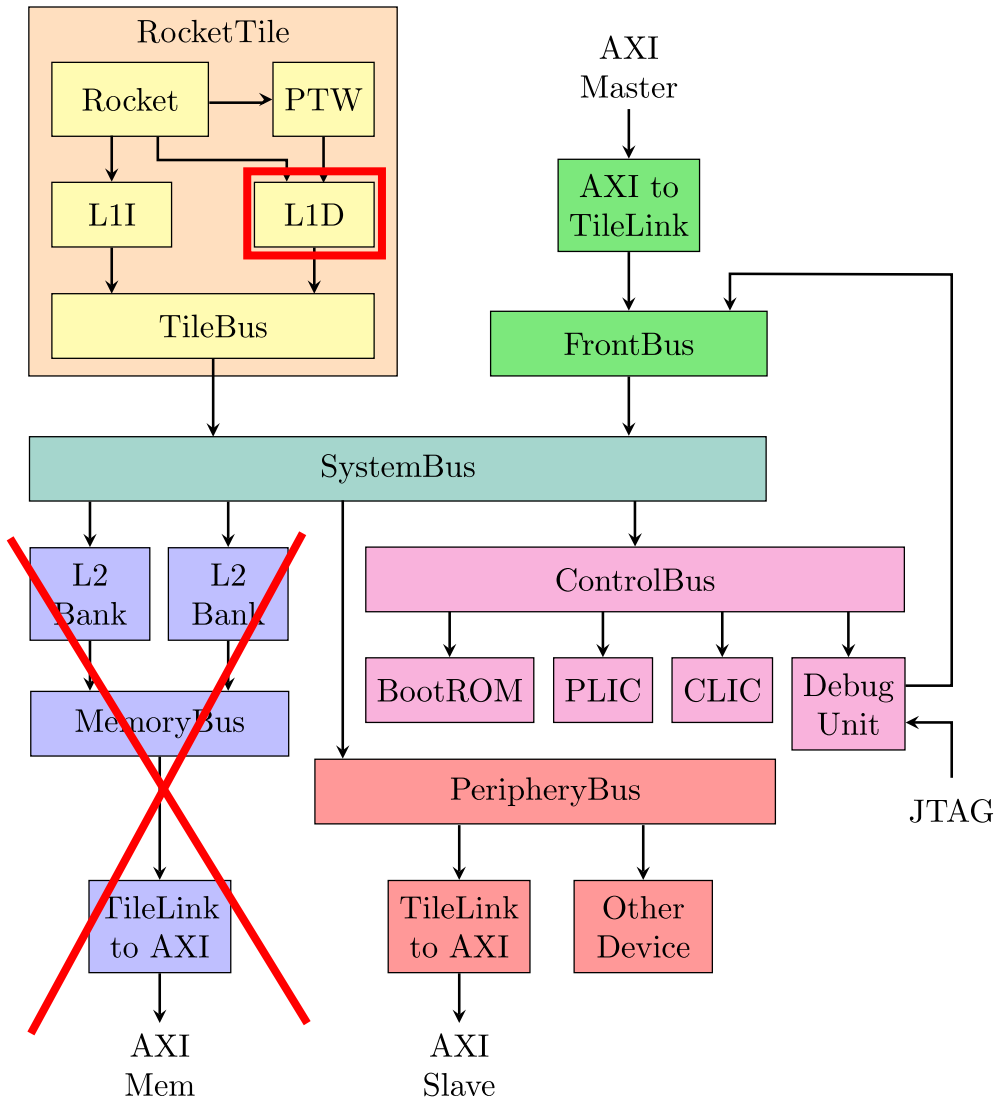 RocketTile
Rocket
PTW
L1I
L1D
TileBus
AXI
Master
AXI to
TileLink
FrontBus
SystemBus
L2
Bank
L2
Bank
MemoryBus
TileLink
to AXI
AXI
Mem
ControlBus
BootROM
PLIC
CLIC
Debug
Unit
JTAG
PeripheryBus
TileLink
to AXI
Other
Device
AXI
Slave